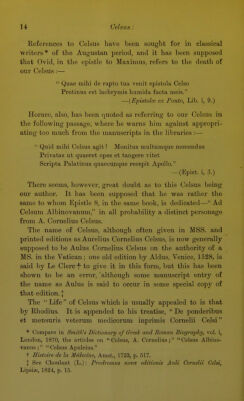 14 Celsus :
References to Celsus have been sought for in classical
writers* of the Augustan period, and it has been supposed
that Ovid, in the epistle to Maximus, refers to the death of
our Celsus :—
“ Quae mihi de rapto tua venit epistola Celso
Protinus est lachrymis humida facta meis.”
—(Epistolæ ex Ponto, Lib. i, 9.)
Horace, also, has been quoted as referring to our Celsus in
the following passage, where he warns him against appropri-
ating too much from the manuscripts in the libraries :—
“ Quid mihi Celsus agit ? Monitus multumque monendus
Privatas ut quaeret opes et tangere vitet
Scripta Palatinus quaecunque recepit Apollo.”
—(Epist. i, 3.)
There seems, however, great doubt as to this Celsus being
our author. It has been supposed that he was rather the
same to whom Epistle 8, in the same book, is dedicated—“ Ad
Celsum Albinovanum,” in all probability a distinct personage
from A. Cornelius Celsus.
The name of Celsus, although often given in MSS. and
printed editions as Aurelius Cornelius Celsus, is now generally
supposed to be Aulus Cornelius Celsus on the authority of a
MS. in the Vatican ; one old edition by Aldus, Venice, 1528, is
said by Le Clerc† to give it in this form, but this has been
shown to be an error, although some manuscript entry of
the name as Aulus is said to occur in some special copy of
that edition.‡
The “ Life” of Celsus which is usually appealed to is that
by Rhodius. It is appended to his treatise, “ De ponderibus
et mensuris veterum medicorum imprimis Cornelii Celsi”
* Compare in Smith's Dictionary of Greek and Roman Biography, vol. i,
London, 1870, the articles on “Celsus, A. Cornelius ;” “Celsus Albino-
vanus ;” “Celsus Apuleius.”
† Histoire de la Médecine, Amst., 1723, p. 517.
‡ See Choulant (L.) : Prodromus novæ editionis Auli Cornelii Celsi,
Lipsiæ, 1824, p. 15.